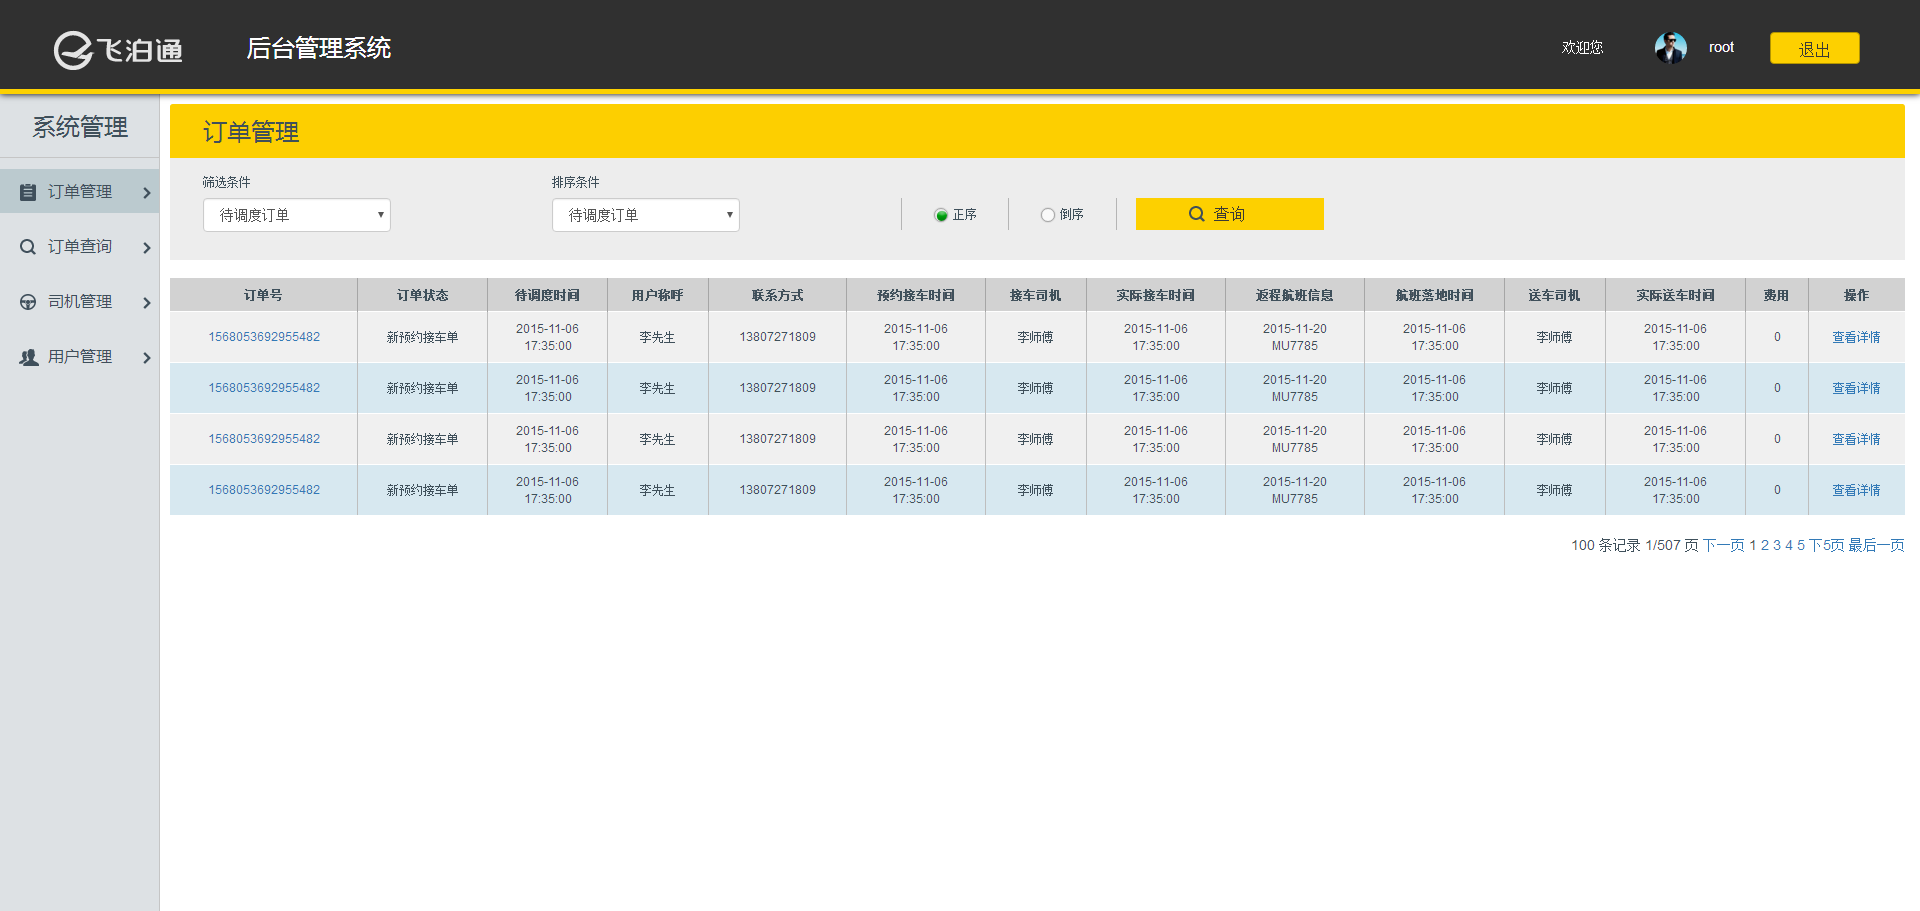 飞泊通
后台管理系统
欢迎您
root
退出
系统管理
订单管理
订单查询
司机管理
用户管理
订单管理
筛选条件
排序条件
待调度订单
待调度订单
正序
倒序
查询
订单号 订单状态 待调度时间 用户称呼 联系方式 预约接车时间 接车司机 实际接车时间 返程航班信息 航班落地时间 送车司机 实际送车时间 费用 操作
1568053692955482 新预约接车单 2015-11-06 17:35:00 李先生 13807271809 2015-11-06 17:35:00 李师傅 2015-11-06 17:35:00 2015-11-20 MU7785 2015-11-06 17:35:00 李师傅 2015-11-06 17:35:00 0 查看详情
1568053692955482 新预约接车单 2015-11-06 17:35:00 李先生 13807271809 2015-11-06 17:35:00 李师傅 2015-11-06 17:35:00 2015-11-20 MU7785 2015-11-06 17:35:00 李师傅 2015-11-06 17:35:00 0 查看详情
1568053692955482 新预约接车单 2015-11-06 17:35:00 李先生 13807271809 2015-11-06 17:35:00 李师傅 2015-11-06 17:35:00 2015-11-20 MU7785 2015-11-06 17:35:00 李师傅 2015-11-06 17:35:00 0 查看详情
1568053692955482 新预约接车单 2015-11-06 17:35:00 李先生 13807271809 2015-11-06 17:35:00 李师傅 2015-11-06 17:35:00 2015-11-20 MU7785 2015-11-06 17:35:00 李师傅 2015-11-06 17:35:00 0 查看详情
100 条记录 1/507 页 下一页 1 2 3 4 5 下5页 最后一页